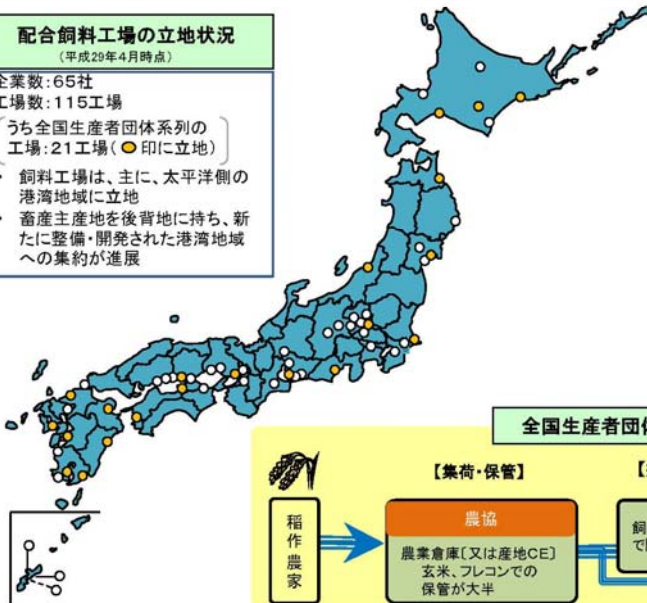 配合飼料工場の立地状況
(平成29年4月時点)
企業数:65社
工場数:115工場
うち全国生産者団体系列の
工場:21工場( 印に立地)
・ 飼料工場は、主に、太平洋側の
港湾地域に立地
・ 畜産主産地を後背地に持ち、新
たに整備・開発された港湾地域
への集約が進展
全国生産者団体
【集荷・保管】
稲作農家
農協
農業倉庫〔又は産地CE〕
玄米、フレコンでの
保管が大半
飼
で